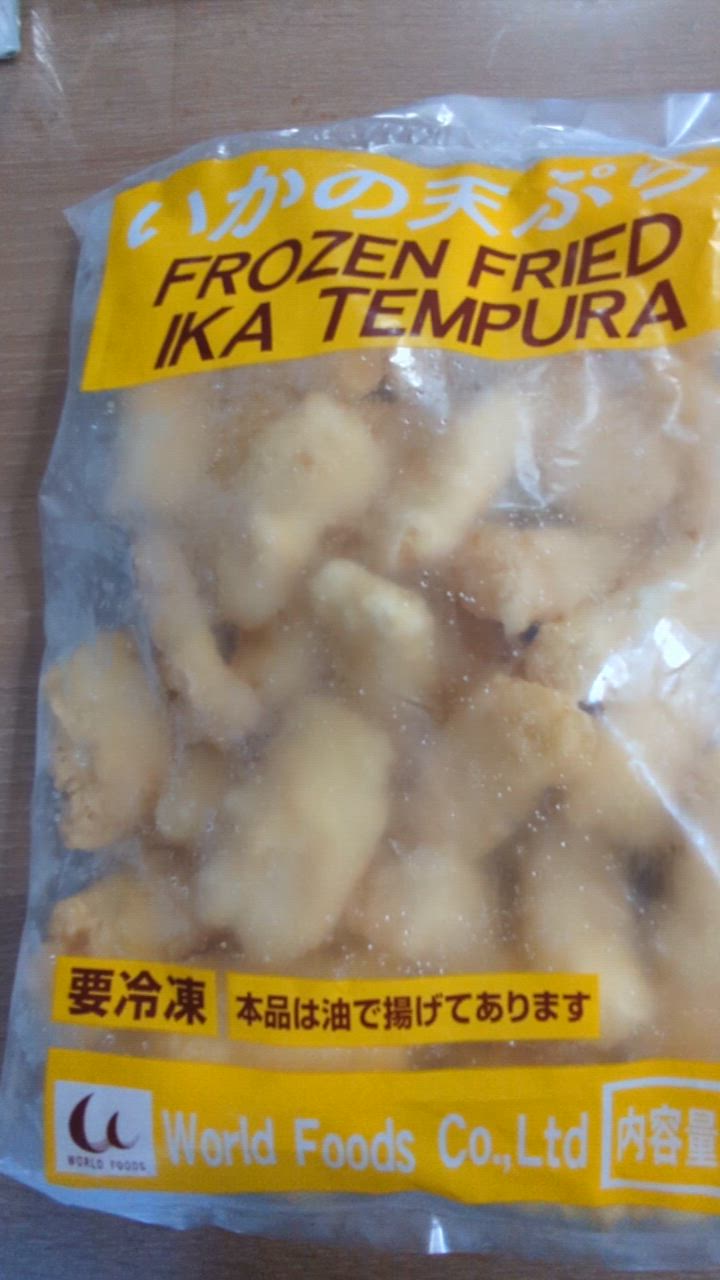 いかの天ぷら
FROZEN FRIED
IKA TEMPURA
要冷凍
本品は油で揚げてあります
WORLD FOODS
World Foods Co.,Ltd
内容量